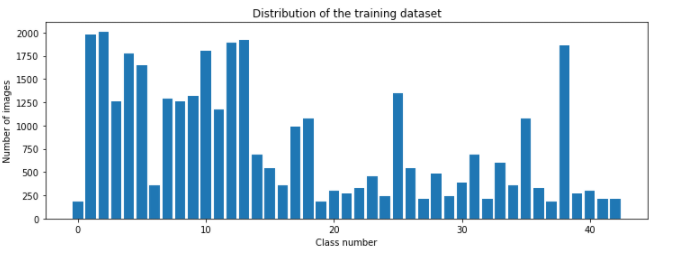 Distribution of the training dataset
2000
1750
1500
1250
1000
750
500
250
0
Number of images
0 10 20 30 40
Class number